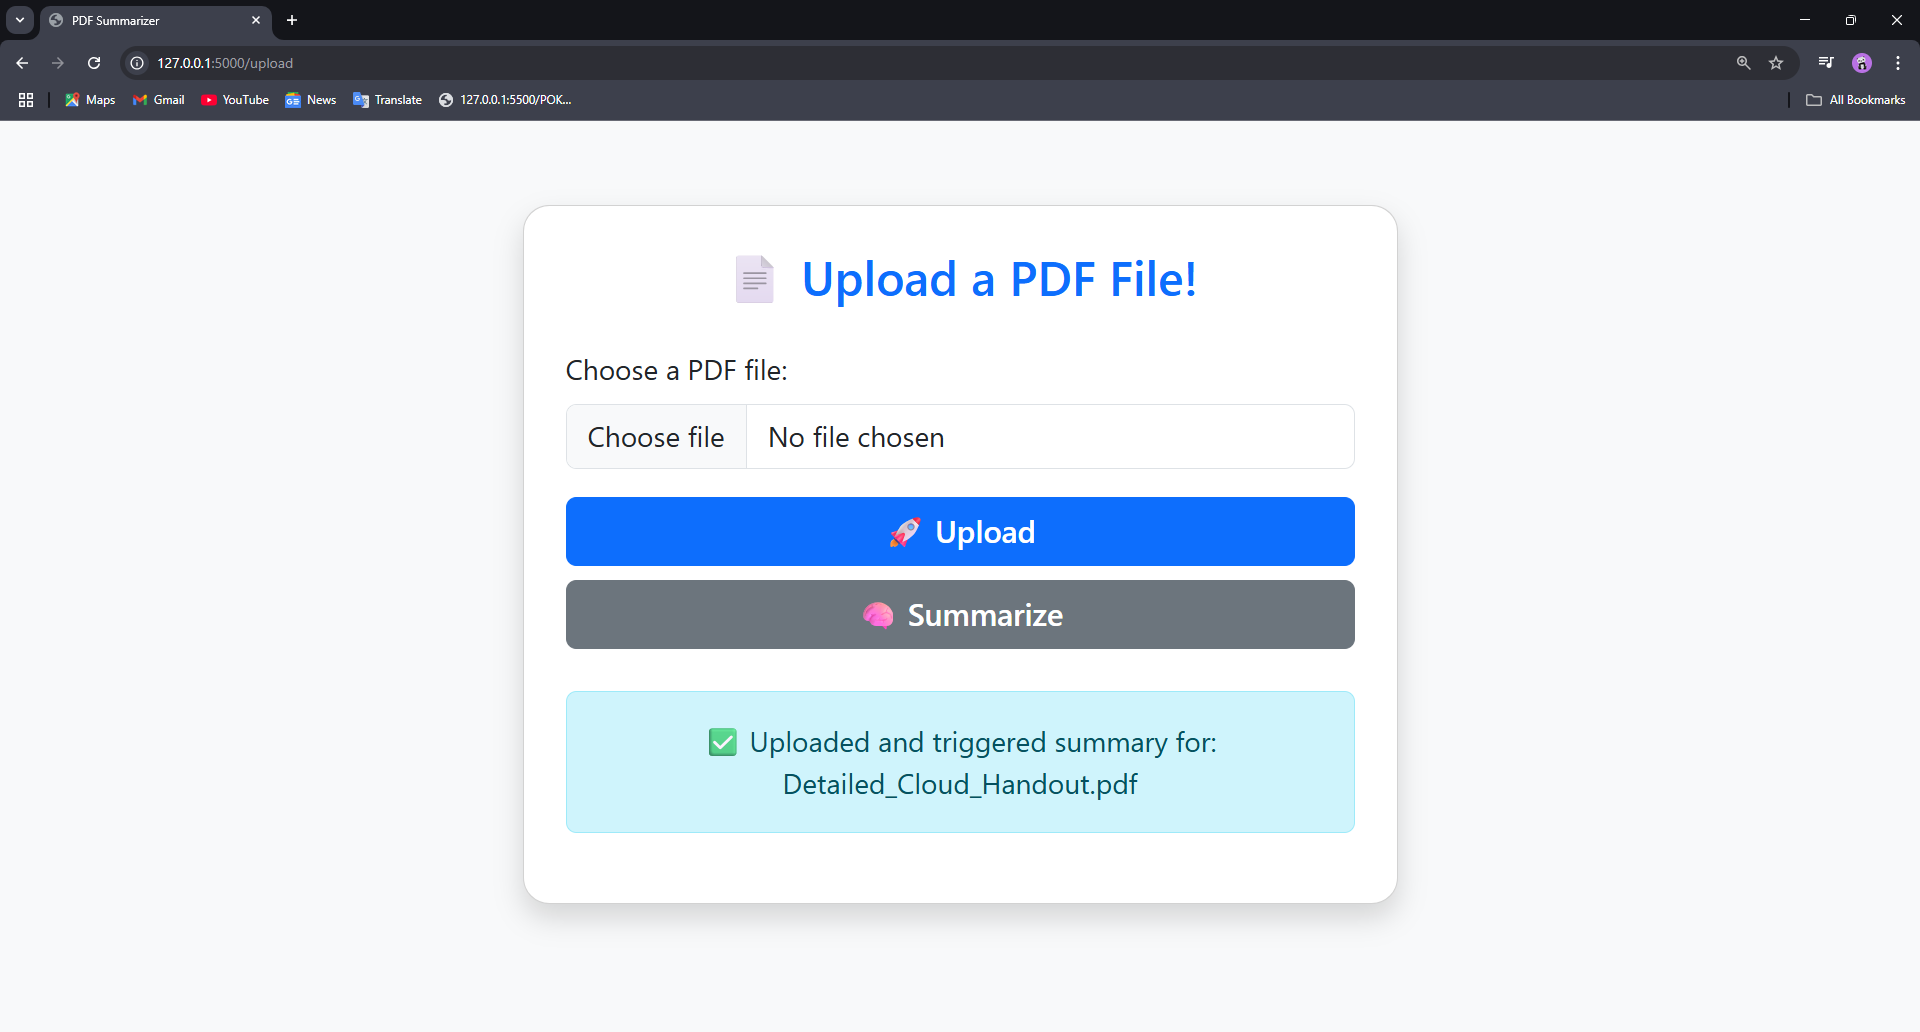 PDF Summarizer
127.0.0.1:5000/upload
Maps
Gmail
YouTube
News
Translate
127.0.0.1:5500/POK...
All Bookmarks
Upload a PDF File!
Choose a PDF file:
Choose file No file chosen
Upload
Summarize
Uploaded and triggered summary for:
Detailed_Cloud_Handout.pdf